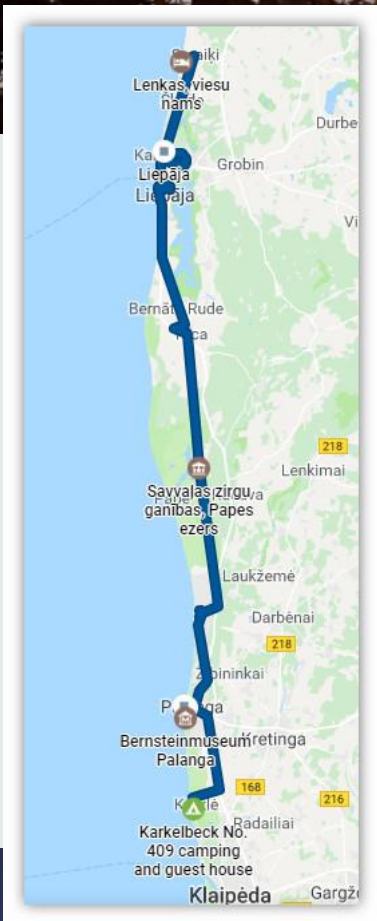 Lenkas, viesu
nams
Durbe
Grobin
Liepāja
Liepāja
Bernāti Rude
218
Lenkimai
Savvaļas zirgu
ganības, Papes
ezers
Laukžemė
Darbėnai
218
Bernsteinmuseum
Palanga
Kretinga
168
216
Karkelbeck No.
409 camping
and guest house
Radailiai
Klaipėda